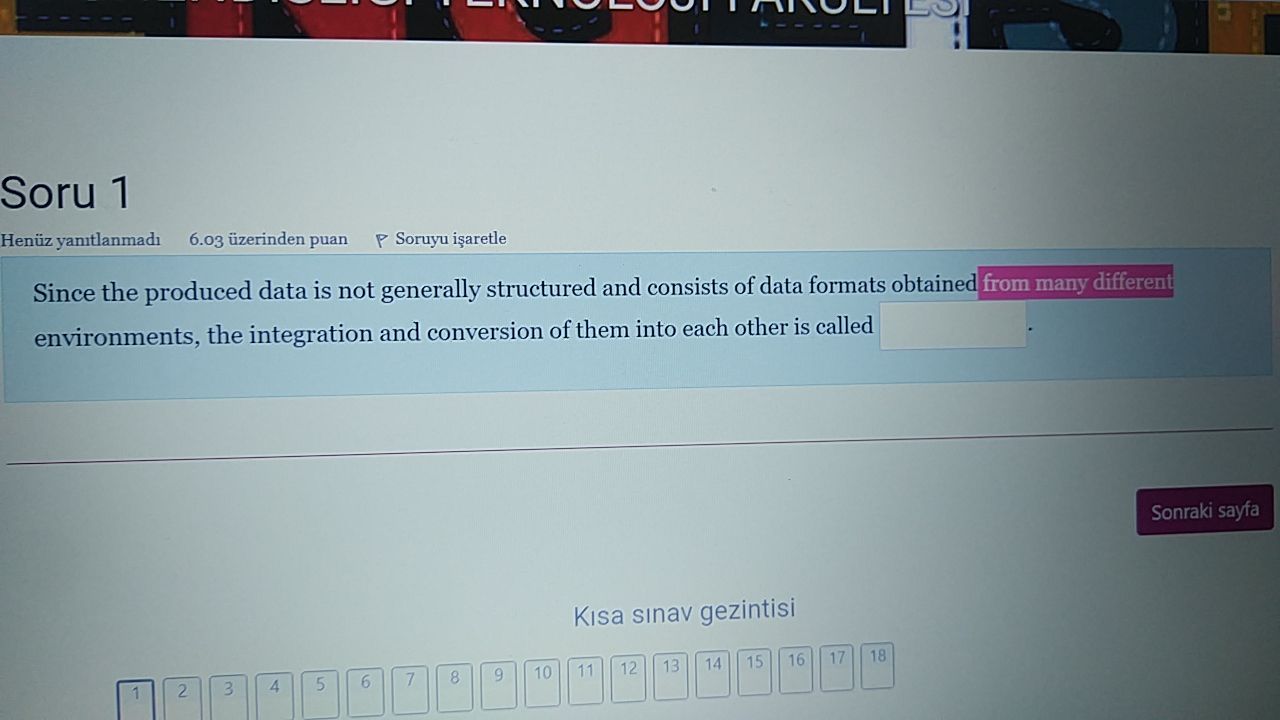 TEKNOLOJİ FAKÜLTESİ
Soru 1
Henüz yanıtlanmadı 6.03 üzerinden puan Soruyu işaretle
Since the produced data is not generally structured and consists of data formats obtained from many different
environments, the integration and conversion of them into each other is called .
Sonraki sayfa
Kısa sınav gezintisi
1 2 3 4 5 6 7 8 9 10 11 12 13 14 15 16 17 18